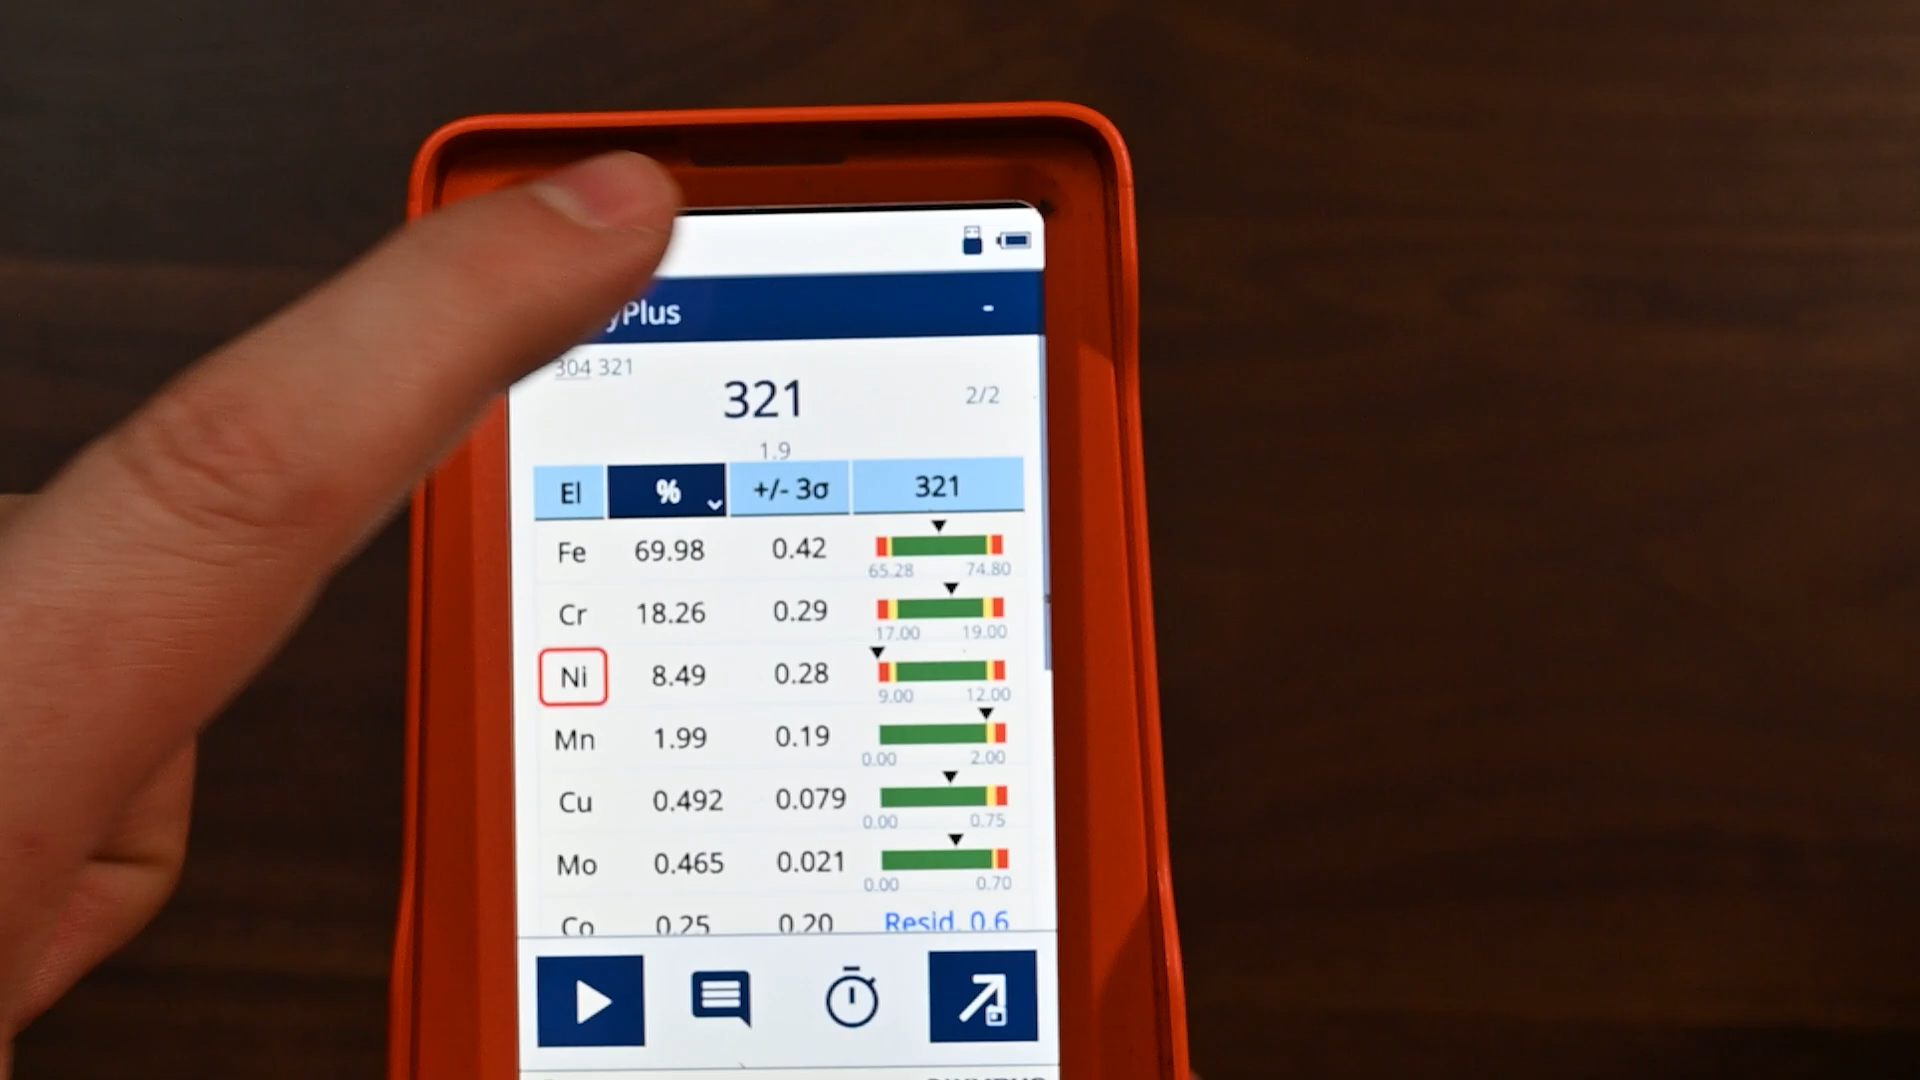 yPlus -
304 321
321
2/2
1.9
El % +/- 3σ 321
Fe 69.98 0.42
65.28 74.80
Cr 18.26 0.29
17.00 19.00
Ni 8.49 0.28
9.00 12.00
Mn 1.99 0.19
0.00 2.00
Cu 0.492 0.079
0.00 0.75
Mo 0.465 0.021
0.00 0.70
Co 0.25 0.20 Resid. 0.6